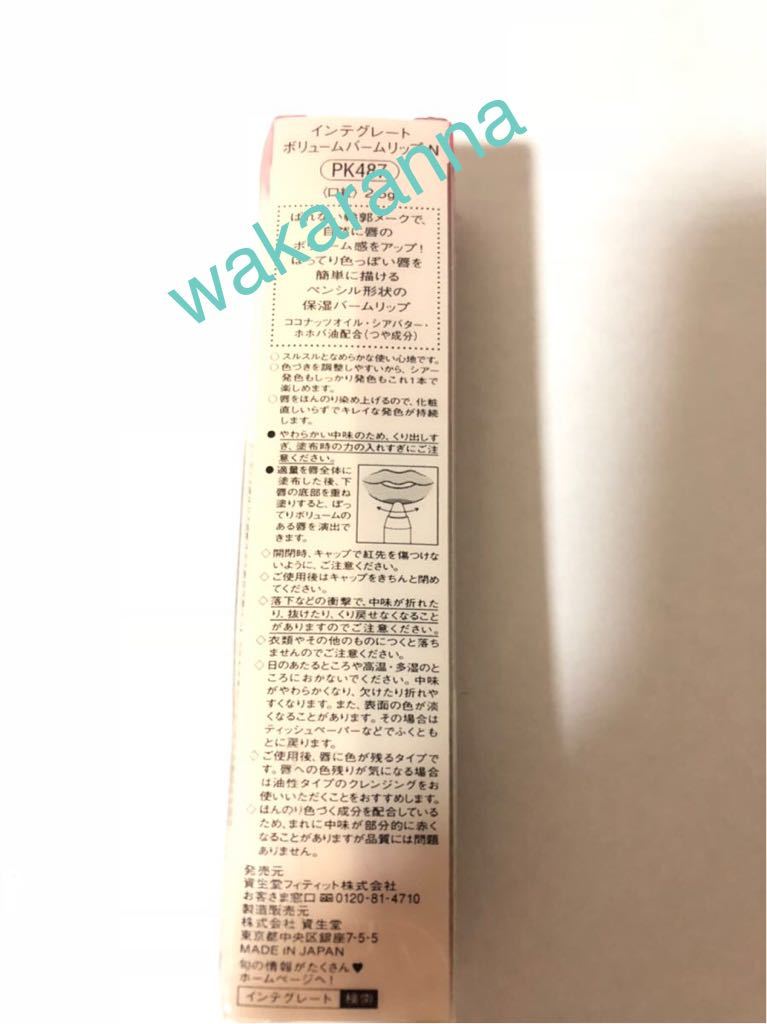 インテグレート
ボリュームバームリップ N
PK487
wakaranna
ばれない輪郭メークで、
自然に唇の
ボリューム感をアップ！
ぽってり色っぽい唇を
簡単に描ける
ペンシル形状の
保湿バームリップ
ココナッツオイル・シアバター・
ホホバ油配合（つや成分）
○スルスルとなめらかな使い心地です。
○色づきを調整しやすいから、シアー
発色もしっかり発色もこれ1本で
楽しめます。
○唇をほんのり染め上げるので、化粧
直しいらずでキレイな発色が持続
します。
●やわらかい中味のため、くり出しす
ぎ、塗布時の力の入れすぎにご注
意ください。
●適量を唇全体に
塗布した後、下
唇の底部を重ね
塗りすると、ぽっ
てりボリュームの
ある唇を演出で
きます。
◇開閉時、キャップで紅先を傷つけな
いように、ご注意ください。
◇ご使用後はキャップをきちんと閉め
てください。
◇落下などの衝撃で、中味が折れた
り、抜けたり、くり戻せなくなること
がありますのでご注意ください。
◇衣類やその他のものにつくと落ち
ませんのでご注意ください。
◇日のあたるところや高温・多湿のと
ころにおかないでください。中味
がやわらかくなり、欠けたり折れや
すくなります。また、表面の色が淡
くなることがあります。その場合は
ティッシュペーパーなどでふくとも
とに戻ります。
◇ご使用後、唇に色が残るタイプで
す。唇への色残りが気になる場合
は油性タイプのクレンジングをお
使いいただくことをおすすめします。
◇ほんのり色づく成分を配合している
ため、まれに中味が部分的に赤く
なることがありますが品質には問題
ありません。
発売元
資生堂フィティット株式会社
お客さま窓口 0120-81-4710
製造販売元
株式会社 資生堂
東京都中央区銀座7-5-5
MADE IN JAPAN
旬の情報がたくさん♥
ホームページへ！
インテグレート 検索